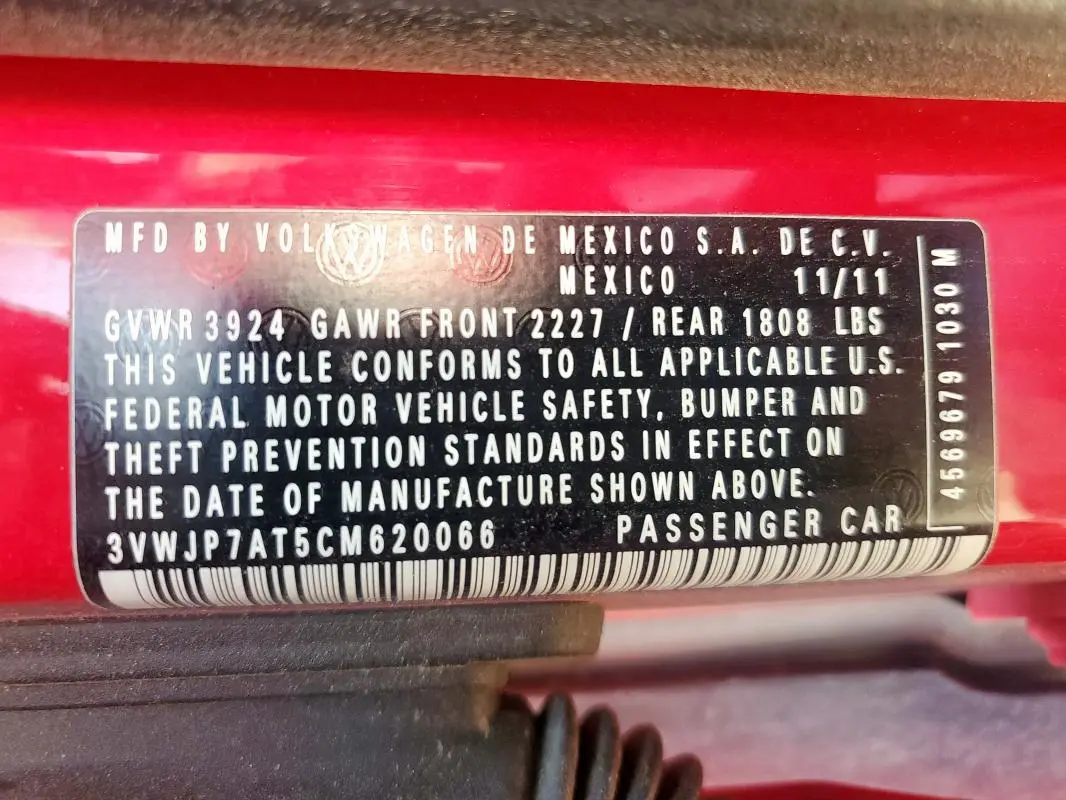 MFD BY VOLKSWAGEN DE MEXICO S.A. DE C.V.
MEXICO 11/11
GVWR 3924 GAWR FRONT 2227 / REAR 1808 LBS
THIS VEHICLE CONFORMS TO ALL APPLICABLE U.S.
FEDERAL MOTOR VEHICLE SAFETY, BUMPER AND
THEFT PREVENTION STANDARDS IN EFFECT ON
THE DATE OF MANUFACTURE SHOWN ABOVE.
3VWJP7AT5CM620066 PASSENGER CAR
4569679 1030 M